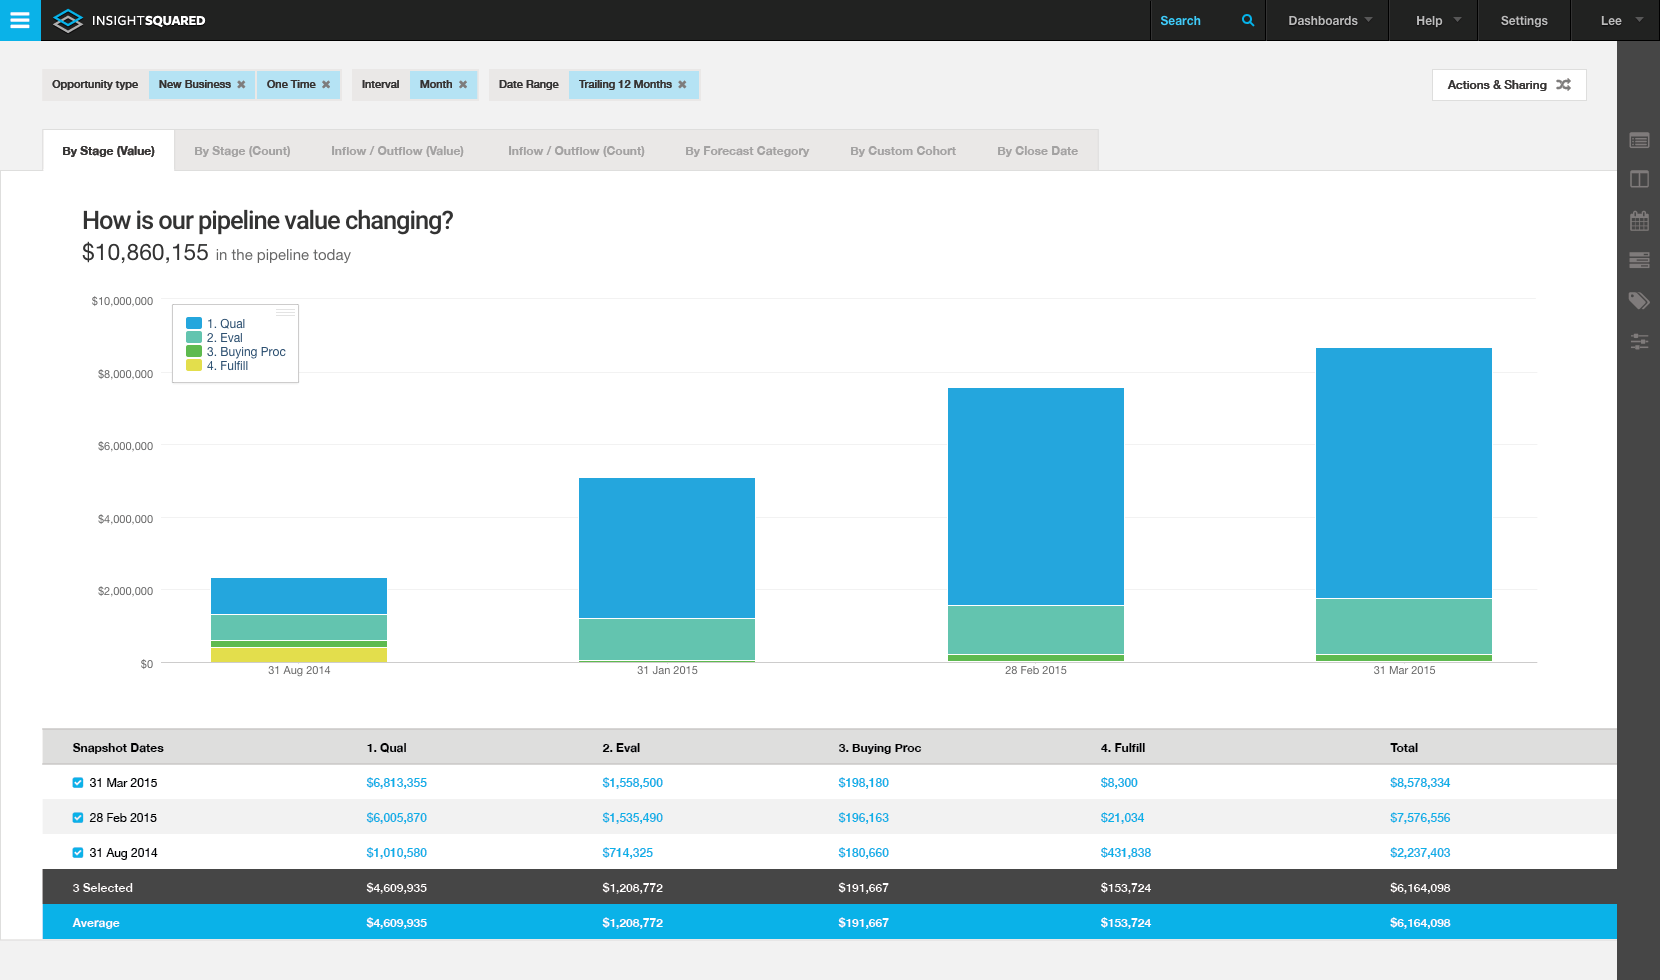 INSIGHTSQUARED Search Dashboards Help Settings Lee
Opportunity type New Business One Time Interval Month Date Range Trailing 12 Months Actions & Sharing
By Stage (Value) By Stage (Count) Inflow / Outflow (Value) Inflow / Outflow (Count) By Forecast Category By Custom Cohort By Close Date
How is our pipeline value changing?
$10,860,155 in the pipeline today
$10,000,000
$8,000,000
$6,000,000
$4,000,000
$2,000,000
$0
1. Qual
2. Eval
3. Buying Proc
4. Fulfill
31 Aug 2014 31 Jan 2015 28 Feb 2015 31 Mar 2015
Snapshot Dates 1. Qual 2. Eval 3. Buying Proc 4. Fulfill Total
31 Mar 2015 $6,813,355 $1,558,500 $198,180 $8,300 $8,578,334
28 Feb 2015 $6,005,870 $1,535,490 $196,163 $21,034 $7,576,556
31 Aug 2014 $1,010,580 $714,325 $180,660 $431,838 $2,237,403
3 Selected $4,609,935 $1,208,772 $191,667 $153,724 $6,164,098
Average $4,609,935 $1,208,772 $191,667 $153,724 $6,164,098